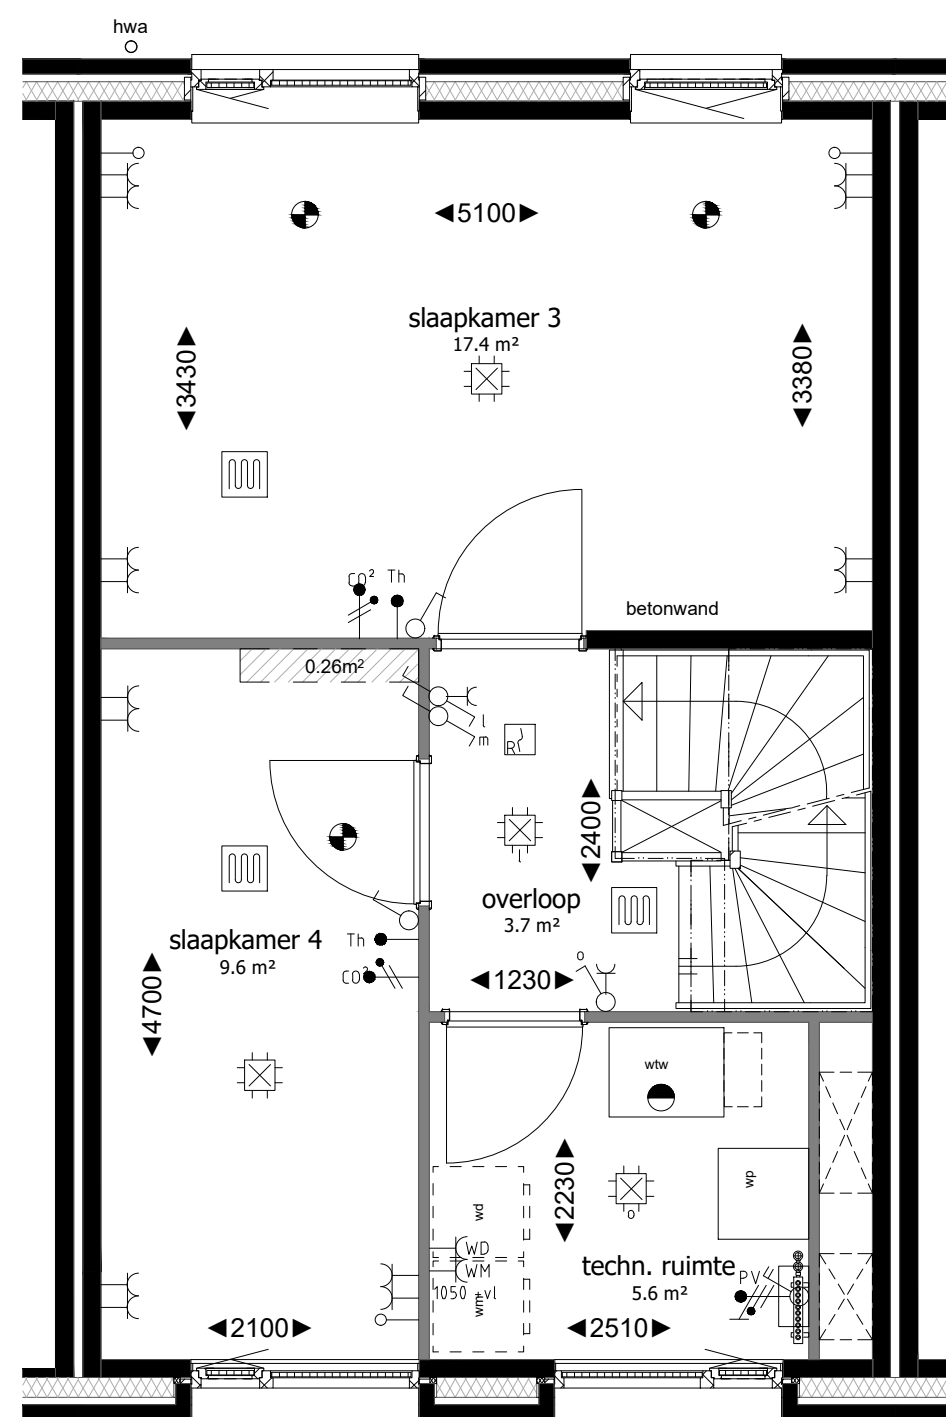 hwa
5100
slaapkamer 3
17.4 m²
3430
3380
CO²
Th
betonwand
0.26m²
l
m
R
2400
l
overloop
3.7 m²
slaapkamer 4
9.6 m²
Th
CO²
4700
o
1230
wtw
wp
2230
o
wd
WD
WM
1050+vl
wm
techn. ruimte
5.6 m²
PV
2100
2510